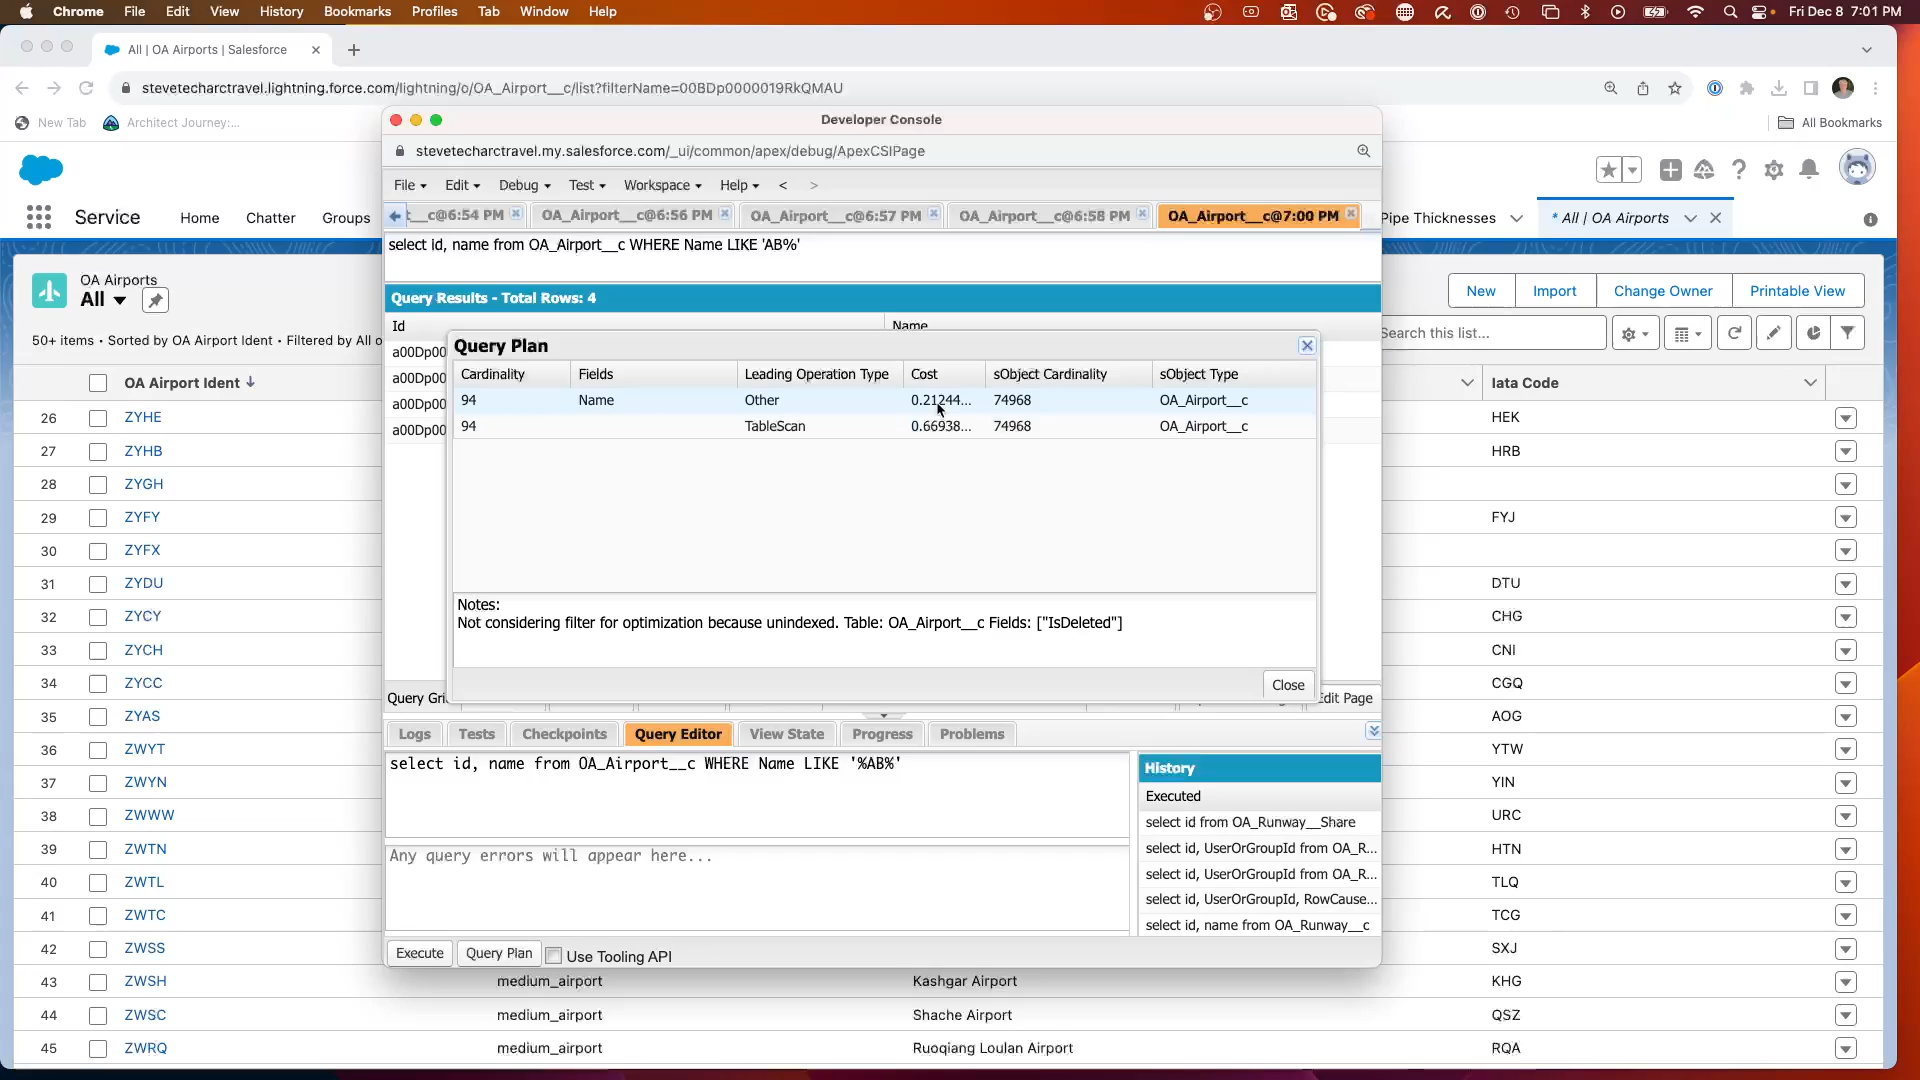 Chrome File Edit View History Bookmarks Profiles Tab Window Help Fri Dec 8 7:01 PM
All | OA Airports | Salesforce
stevetecharctravel.lightning.force.com/lightning/o/OA_Airport__c/list?filterName=00BDp0000019RkQMAU
New Tab Architect Journey:... All Bookmarks
Developer Console
stevetecharctravel.my.salesforce.com/_ui/common/apex/debug/ApexCSIPage
File Edit Debug Test Workspace Help < >
Service Home Chatter Groups
t__c@6:54 PM OA_Airport__c@6:56 PM OA_Airport__c@6:57 PM OA_Airport__c@6:58 PM OA_Airport__c@7:00 PM
Pipe Thicknesses * All | OA Airports
select id, name from OA_Airport__c WHERE Name LIKE 'AB%'
OA Airports
All
New Import Change Owner Printable View
Query Results - Total Rows: 4
Id Name
50+ items • Sorted by OA Airport Ident • Filtered by All o
Search this list...
a00Dp00
a00Dp00
a00Dp00
a00Dp00
Query Plan
Cardinality Fields Leading Operation Type Cost sObject Cardinality sObject Type
94 Name Other 0.21244... 74968 OA_Airport__c
94 TableScan 0.66938... 74968 OA_Airport__c
Notes:
Not considering filter for optimization because unindexed. Table: OA_Airport__c Fields: ["IsDeleted"]
Close
Query Gri
Edit Page
Logs Tests Checkpoints Query Editor View State Progress Problems
select id, name from OA_Airport__c WHERE Name LIKE '%AB%'
Any query errors will appear here...
History
Executed
select id from OA_Runway__Share
select id, UserOrGroupId from OA_R...
select id, UserOrGroupId from OA_R...
select id, UserOrGroupId, RowCause...
select id, name from OA_Runway__c
Execute Query Plan Use Tooling API
OA Airport Ident Iata Code
26 ZYHE HEK
27 ZYHB HRB
28 ZYGH
29 ZYFY FYJ
30 ZYFX
31 ZYDU DTU
32 ZYCY CHG
33 ZYCH CNI
34 ZYCC CGQ
35 ZYAS AOG
36 ZWYT YTW
37 ZWYN YIN
38 ZWWW URC
39 ZWTN HTN
40 ZWTL TLQ
41 ZWTC TCG
42 ZWSS SXJ
43 ZWSH medium_airport Kashgar Airport KHG
44 ZWSC medium_airport Shache Airport QSZ
45 ZWRQ medium_airport Ruoqiang Loulan Airport RQA